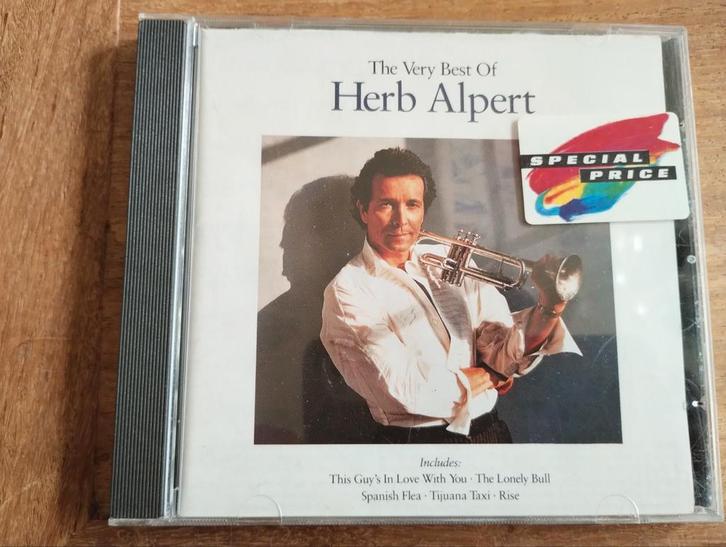 The Very Best Of
Herb Alpert
SPECIAL
PRICE
Includes:
This Guy's In Love With You · The Lonely Bull
Spanish Flea · Tijuana Taxi · Rise